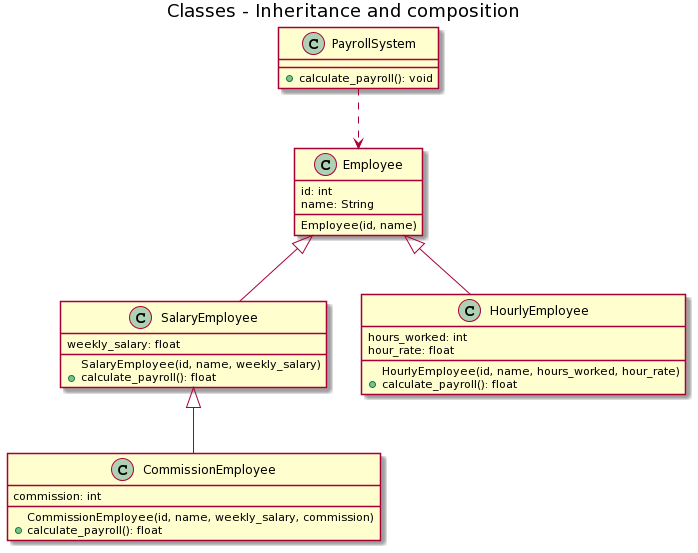 Classes - Inheritance and composition
C PayrollSystem
calculate_payroll(): void
C Employee
id: int
name: String
Employee(id, name)
C SalaryEmployee
weekly_salary: float
SalaryEmployee(id, name, weekly_salary)
calculate_payroll(): float
C HourlyEmployee
hours_worked: int
hour_rate: float
HourlyEmployee(id, name, hours_worked, hour_rate)
calculate_payroll(): float
C CommissionEmployee
commission: int
CommissionEmployee(id, name, weekly_salary, commission)
calculate_payroll(): float